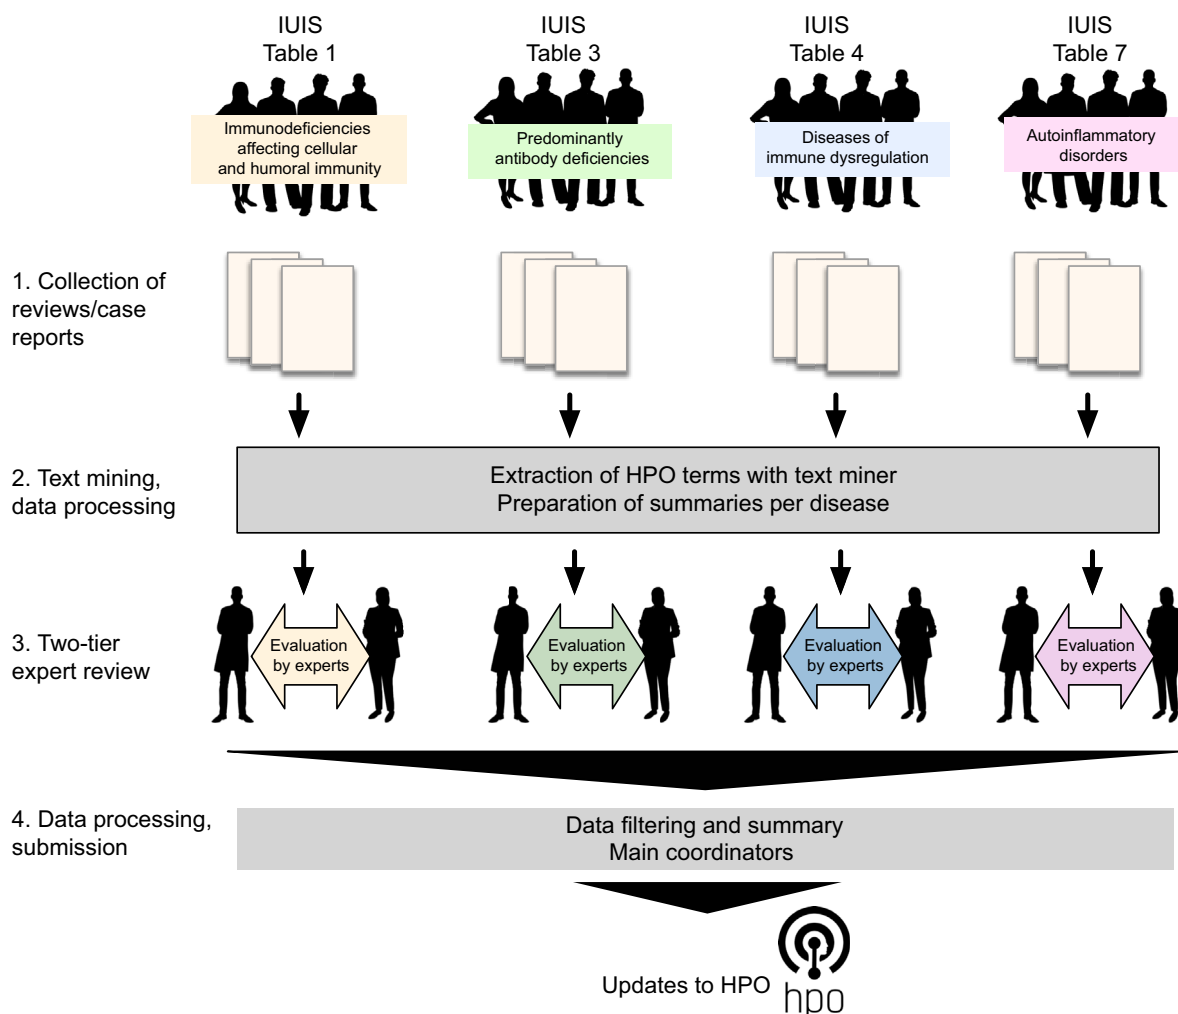 IUIS
Table 1
IUIS
Table 3
IUIS
Table 4
IUIS
Table 7
Immunodeficiencies
affecting cellular
and humoral immunity
Predominantly
antibody deficiencies
Diseases of
immune dysregulation
Autoinflammatory
disorders
1. Collection of
reviews/case
reports
2. Text mining,
data processing
Extraction of HPO terms with text miner
Preparation of summaries per disease
3. Two-tier
expert review
Evaluation
by experts
Evaluation
by experts
Evaluation
by experts
Evaluation
by experts
4. Data processing,
submission
Data filtering and summary
Main coordinators
Updates to HPO
hpo